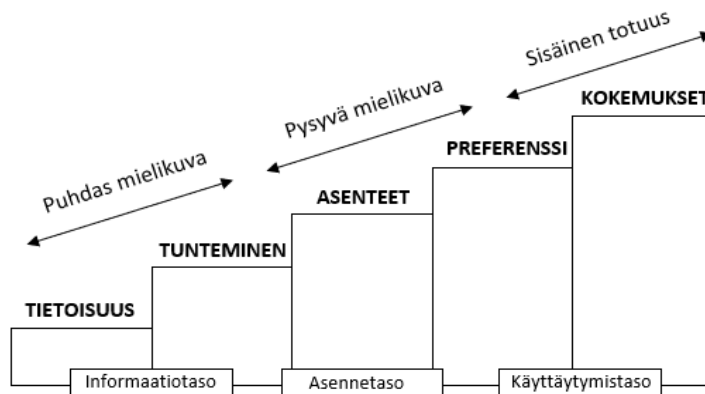 Sisäinen totuus
KOKEMUKSET
Pysyvä mielikuva
PREFERENSSI
Puhdas mielikuva
ASENTEET
TUNTEMINEN
TIETOISUUS
Informaatiotaso
Asennetaso
Käyttäytymistaso